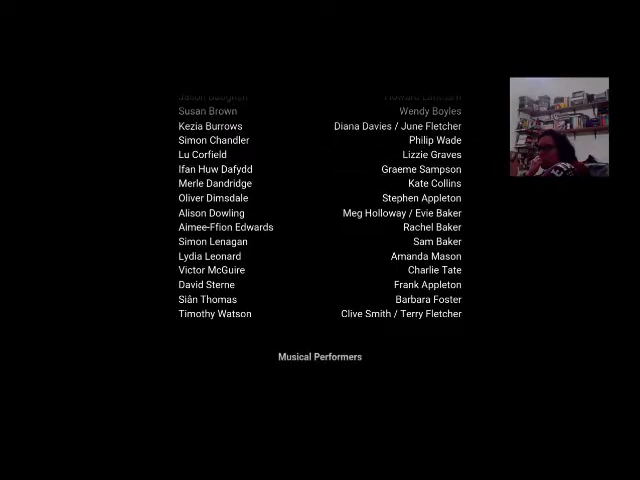 Susan Brown Wendy Boyles
Kezia Burrows Diana Davies / June Fletcher
Simon Chandler Philip Wade
Lu Corfield Lizzie Graves
Ifan Huw Dafydd Graeme Sampson
Merle Dandridge Kate Collins
Oliver Dimsdale Stephen Appleton
Alison Dowling Meg Holloway / Evie Baker
Aimee-Ffion Edwards Rachel Baker
Simon Lenagan Sam Baker
Lydia Leonard Amanda Mason
Victor McGuire Charlie Tate
David Sterne Frank Appleton
Siân Thomas Barbara Foster
Timothy Watson Clive Smith / Terry Fletcher
Musical Performers